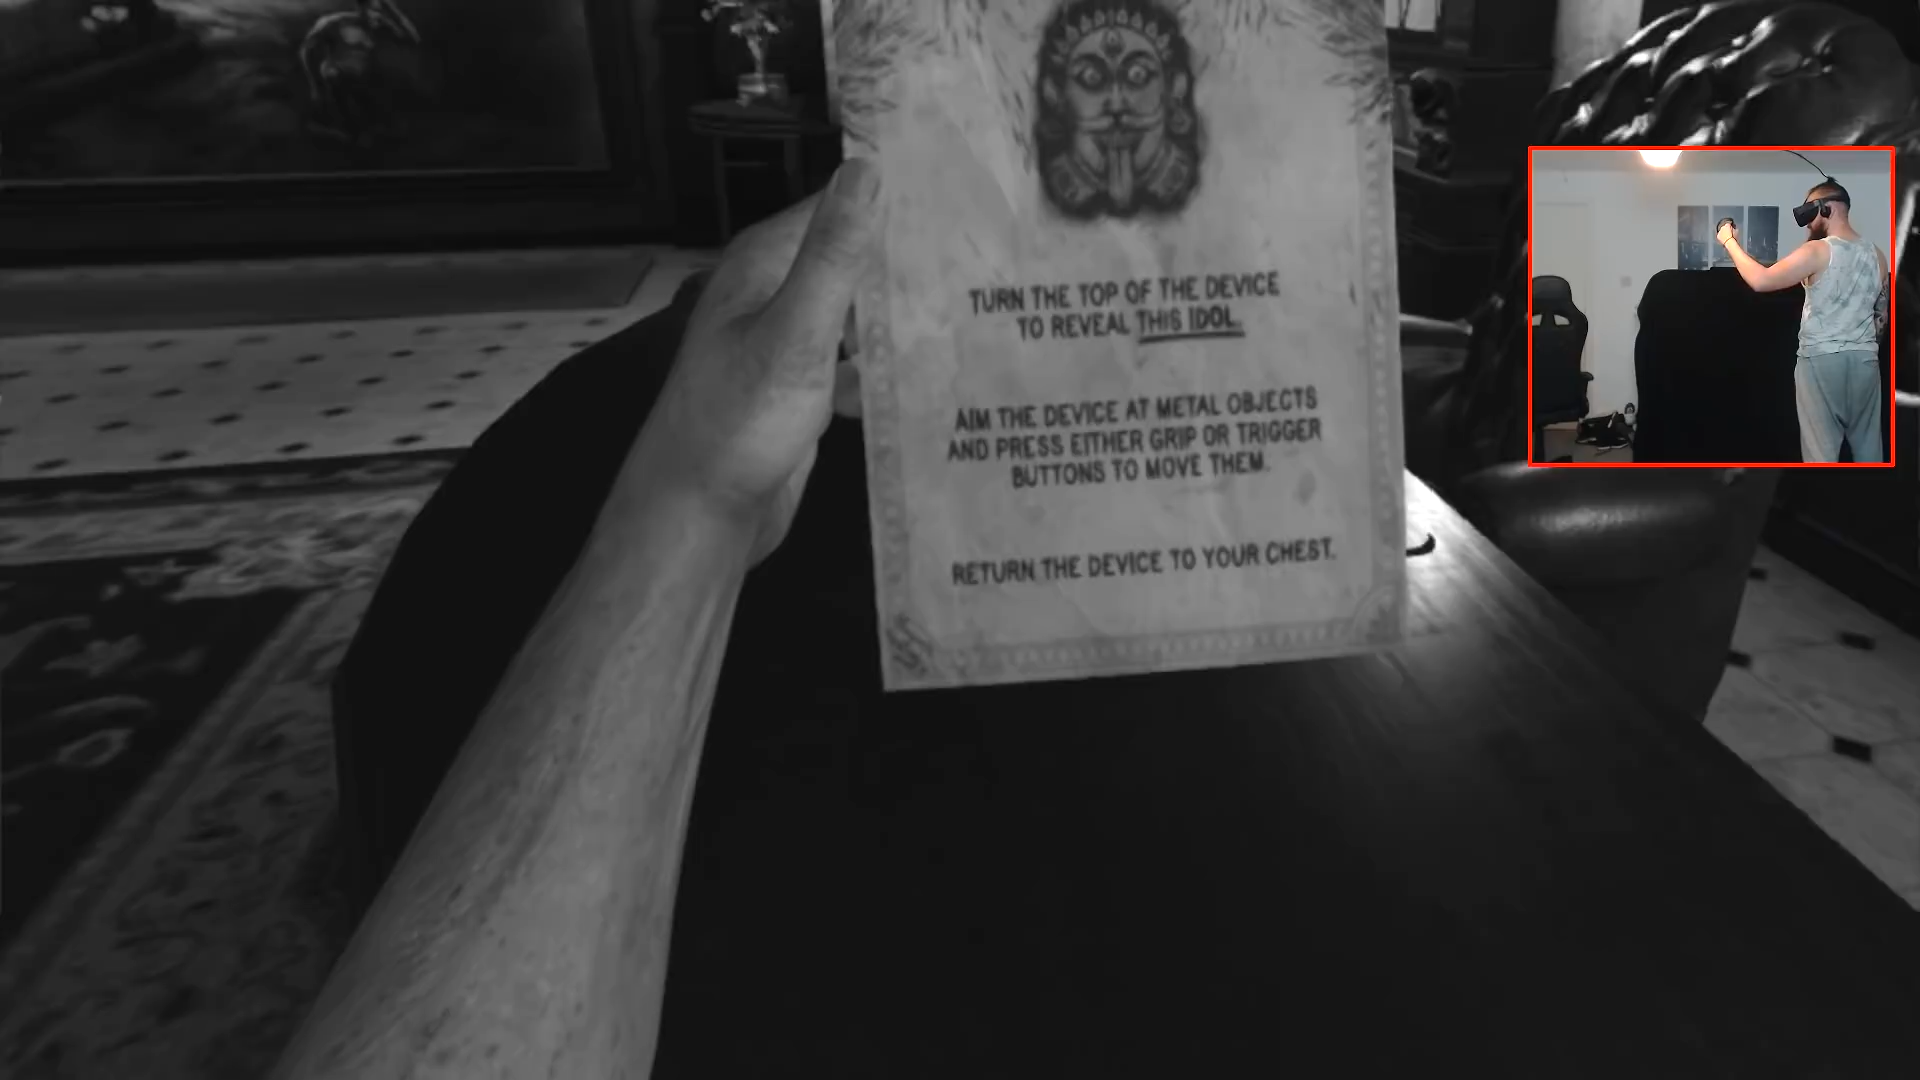 TURN THE TOP OF THE DEVICE
TO REVEAL THIS IDOL.
AIM THE DEVICE AT METAL OBJECTS
AND PRESS EITHER GRIP OR TRIGGER
BUTTONS TO MOVE THEM.
RETURN THE DEVICE TO YOUR CHEST.